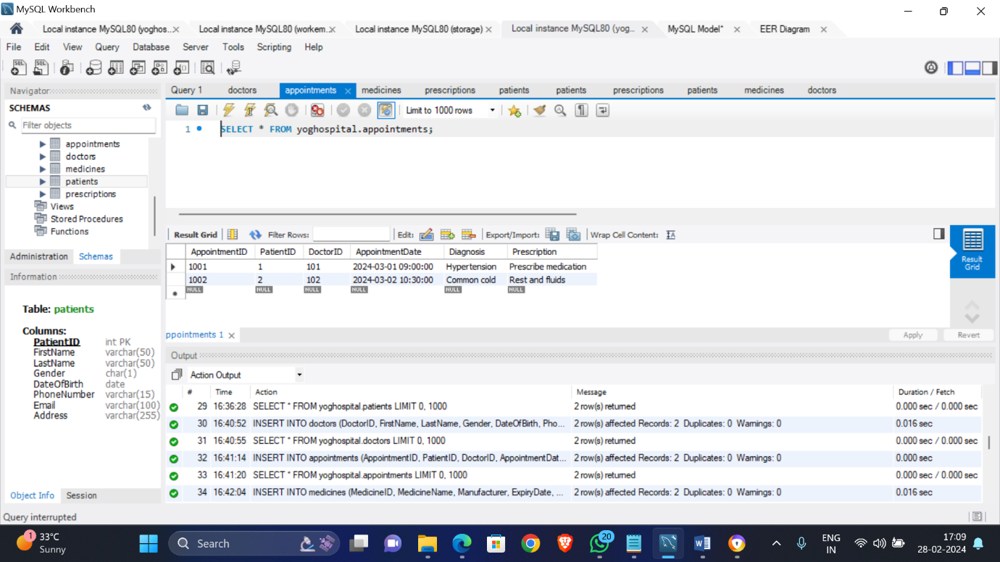 MySQL Workbench
Local instance MySQL80 (yoghos...
Local instance MySQL80 (workem...
Local instance MySQL80 (storage)
Local instance MySQL80 (yog...
MySQL Model*
EER Diagram
File Edit View Query Database Server Tools Scripting Help
Navigator
SCHEMAS
Filter objects
appointments
doctors
medicines
patients
prescriptions
Views
Stored Procedures
Functions
Administration Schemas
Information
Table: patients
Columns:
PatientID int PK
FirstName varchar(50)
LastName varchar(50)
Gender char(1)
DateOfBirth date
PhoneNumber varchar(15)
Email varchar(100)
Address varchar(255)
Object Info Session
Query 1 doctors appointments medicines prescriptions patients patients prescriptions patients medicines doctors
Limit to 1000 rows
1 SELECT * FROM yoghospital.appointments;
Result Grid Filter Rows: Edit: Export/Import: Wrap Cell Content:
AppointmentID PatientID DoctorID AppointmentDate Diagnosis Prescription
1001 1 101 2024-03-01 09:00:00 Hypertension Prescribe medication
1002 2 102 2024-03-02 10:30:00 Common cold Rest and fluids
NULL NULL NULL NULL NULL NULL
Result
Grid
ppointments 1
Apply Revert
Output
Action Output
# Time Action Message Duration / Fetch
29 16:36:28 SELECT * FROM yoghospital.patients LIMIT 0, 1000 2 row(s) returned 0.000 sec / 0.000 sec
30 16:40:52 INSERT INTO doctors (DoctorID, FirstName, LastName, Gender, DateOfBirth, Pho... 2 row(s) affected Records: 2 Duplicates: 0 Warnings: 0 0.016 sec
31 16:40:55 SELECT * FROM yoghospital.doctors LIMIT 0, 1000 2 row(s) returned 0.000 sec / 0.000 sec
32 16:41:14 INSERT INTO appointments (AppointmentID, PatientID, DoctorID, AppointmentDat... 2 row(s) affected Records: 2 Duplicates: 0 Warnings: 0 0.000 sec
33 16:41:20 SELECT * FROM yoghospital.appointments LIMIT 0, 1000 2 row(s) returned 0.000 sec / 0.000 sec
34 16:42:04 INSERT INTO medicines (MedicineID, MedicineName, Manufacturer, ExpiryDate, ... 2 row(s) affected Records: 2 Duplicates: 0 Warnings: 0 0.016 sec
Query interrupted
1
33°C
Sunny
Search
20
ENG
IN
17:09
28-02-2024